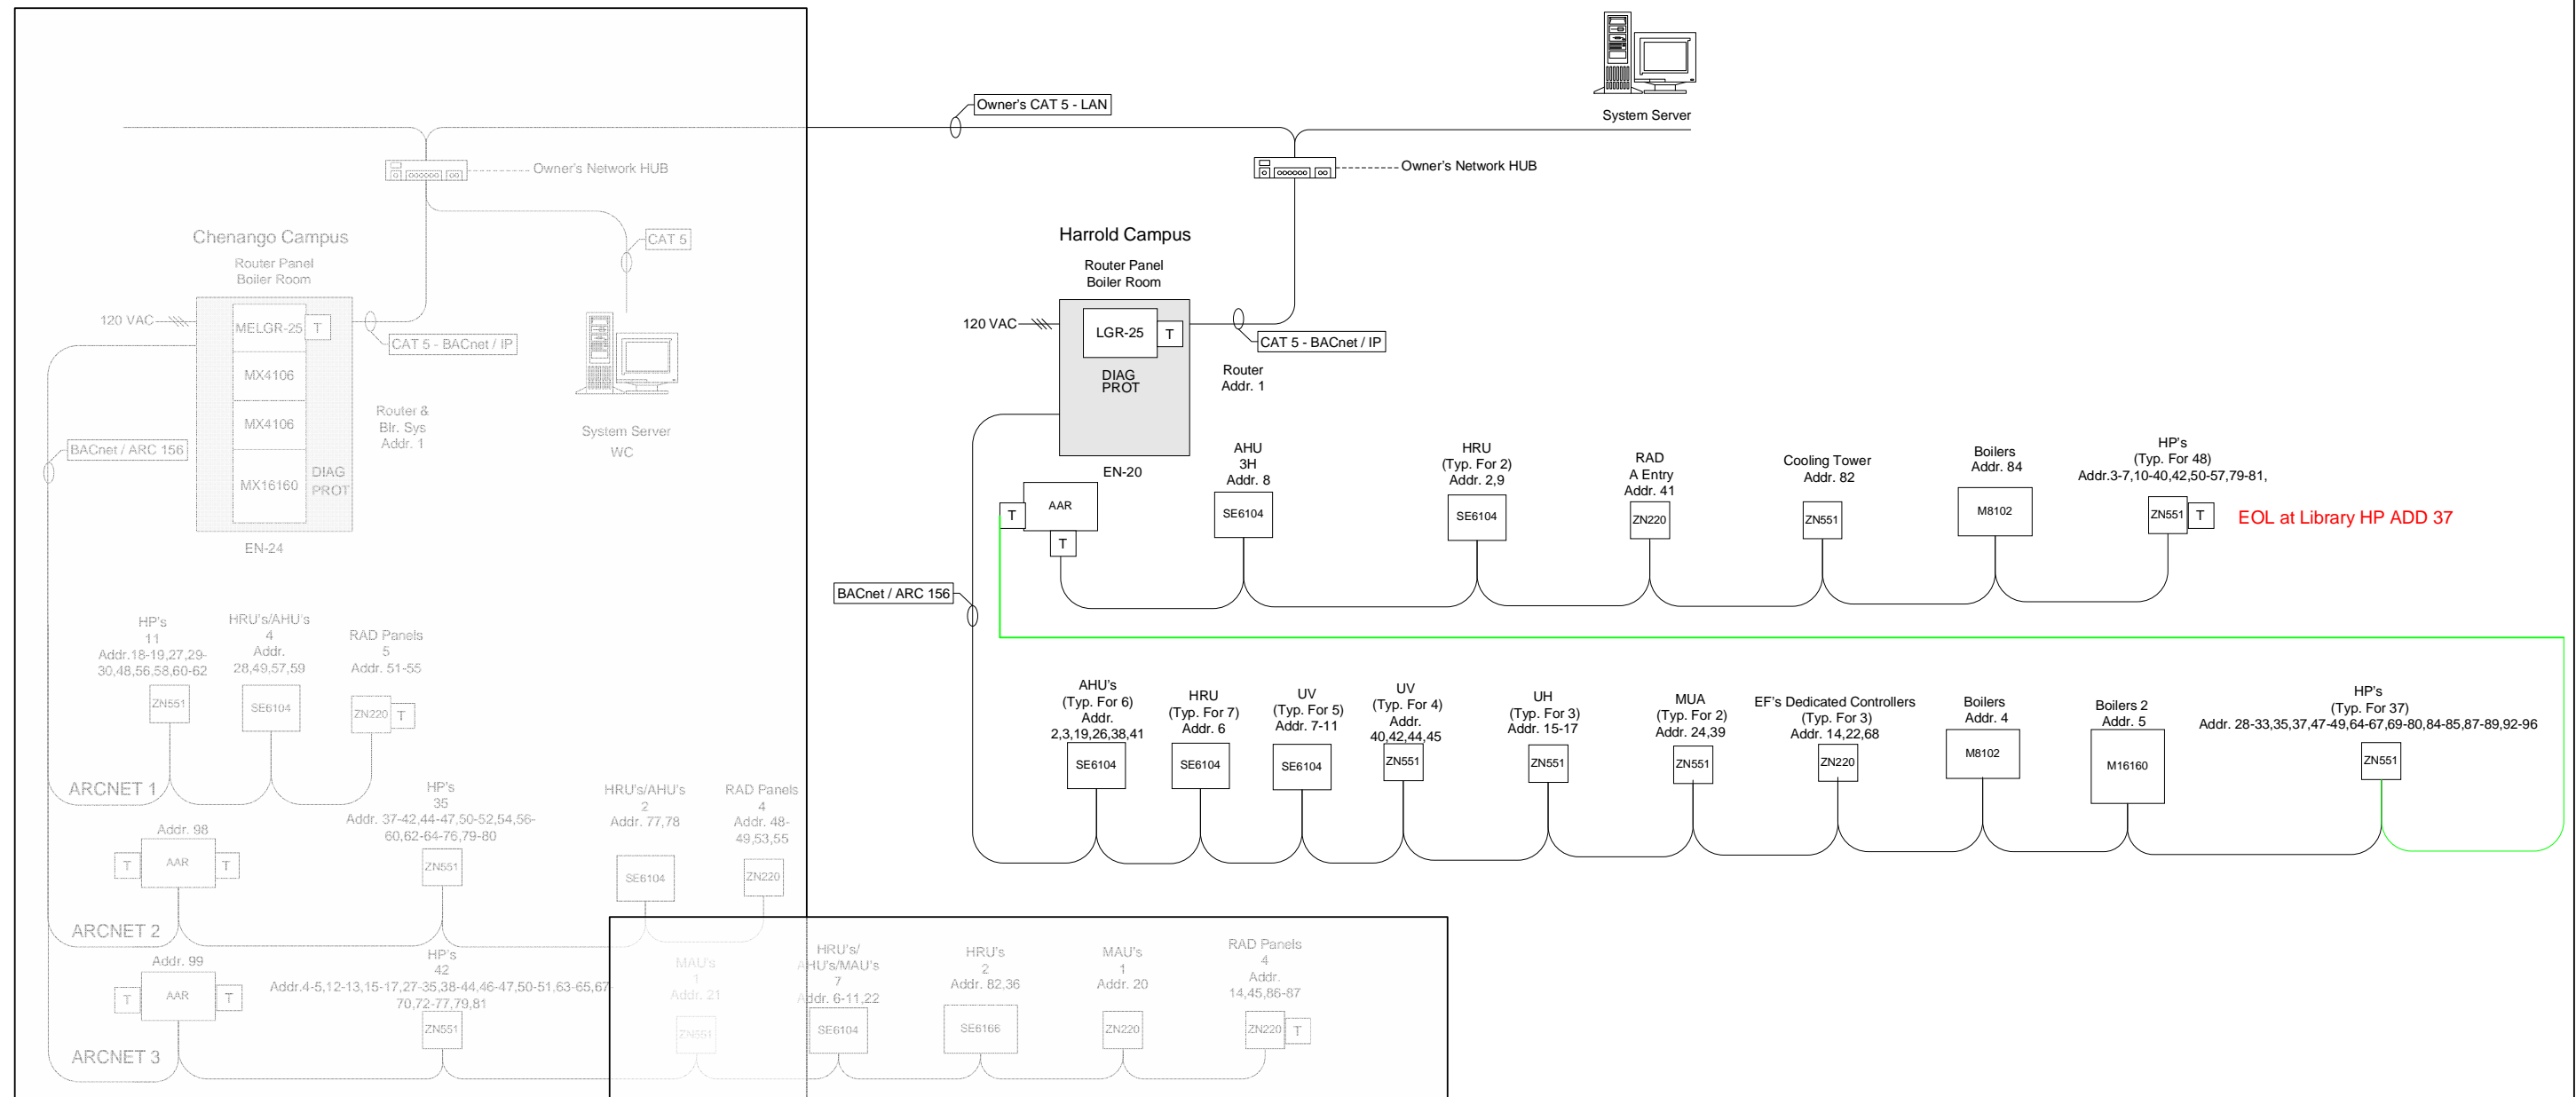 System Server
Owner's CAT 5 - LAN
Owner's Network HUB
Owner's Network HUB
Chenango Campus
Router Panel
Boiler Room
CAT 5
120 VAC
MELGR-25
T
CAT 5 - BACnet / IP
MX4106
MX4106
MX16160
DIAG
PROT
Router &
Blr. Sys
Addr. 1
System Server
WC
BACnet / ARC 156
EN-24
Harrold Campus
Router Panel
Boiler Room
120 VAC
LGR-25
T
CAT 5 - BACnet / IP
DIAG
PROT
Router
Addr. 1
EN-20
AAR
T
T
AHU
3H
Addr. 8
SE6104
HRU
(Typ. For 2)
Addr. 2,9
SE6104
RAD
A Entry
Addr. 41
ZN220
Cooling Tower
Addr. 82
ZN551
Boilers
Addr. 84
M8102
HP's
(Typ. For 48)
Addr.3-7,10-40,42,50-57,79-81,
ZN551
T
EOL at Library HP ADD 37
BACnet / ARC 156
HP's
11
Addr.18-19,27,29-
30,48,56,58,60-62
ZN551
HRU's/AHU's
4
Addr.
28,49,57,59
SE6104
RAD Panels
5
Addr. 51-55
ZN220
T
ARCNET 1
AHU's
(Typ. For 6)
Addr.
2,3,19,26,38,41
SE6104
HRU
(Typ. For 7)
Addr. 6
SE6104
UV
(Typ. For 5)
Addr. 7-11
SE6104
UV
(Typ. For 4)
Addr.
40,42,44,45
ZN551
UH
(Typ. For 3)
Addr. 15-17
ZN551
MUA
(Typ. For 2)
Addr. 24,39
ZN551
EF's Dedicated Controllers
(Typ. For 3)
Addr. 14,22,68
ZN220
Boilers
Addr. 4
M8102
Boilers 2
Addr. 5
M16160
HP's
(Typ. For 37)
Addr. 28-33,35,37,47-49,64-67,69-80,84-85,87-89,92-96
ZN551
Addr. 98
T
AAR
T
HP's
35
Addr. 37-42,44-47,50-52,54,56-
60,62-64-76,79-80
ZN551
HRU's/AHU's
2
Addr. 77,78
SE6104
RAD Panels
4
Addr. 48-
49,53,55
ZN220
ARCNET 2
Addr. 99
T
AAR
T
HP's
42
Addr.4-5,12-13,15-17,27-35,38-44,46-47,50-51,63-65,67-
70,72-77,79,81
ZN551
MAU's
1
Addr. 21
ZN551
HRU's/
AHU's/MAU's
7
Addr. 6-11,22
SE6104
HRU's
2
Addr. 82,36
SE6166
MAU's
1
Addr. 20
ZN220
RAD Panels
4
Addr.
14,45,86-87
ZN220
T
ARCNET 3